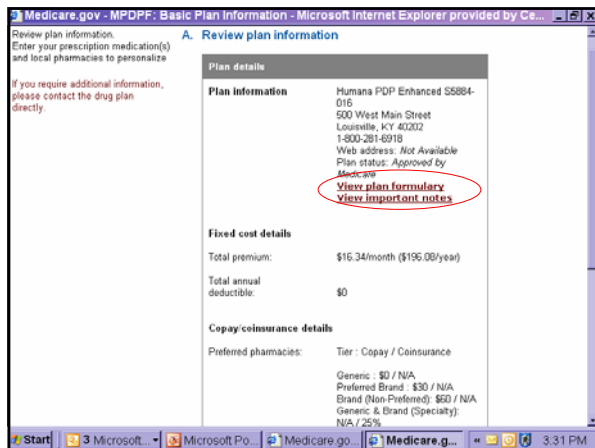 Medicare.gov - MPDPF: Basic Plan Information - Microsoft Internet Explorer provided by Ce...
Review plan information.
Enter your prescription medication(s)
and local pharmacies to personalize
If you require additional information,
please contact the drug plan
directly.
A. Review plan information
Plan details
Plan information
Humana PDP Enhanced S5884-
016
500 West Main Street
Louisville, KY 40202
1-800-281-6918
Web address: Not Available
Plan status: Approved by
Medicare
View plan formulary
View important notes
Fixed cost details
Total premium:
$16.34/month ($196.08/year)
Total annual
deductible:
$0
Copay/coinsurance details
Preferred pharmacies:
Tier : Copay / Coinsurance
Generic : $0 / N/A
Preferred Brand : $30 / N/A
Brand (Non-Preferred): $60 / N/A
Generic & Brand (Specialty):
N/A / 25%
Start
3 Microsoft...
Microsoft Po...
Medicare.go...
Medicare.g...
«
3:31 PM